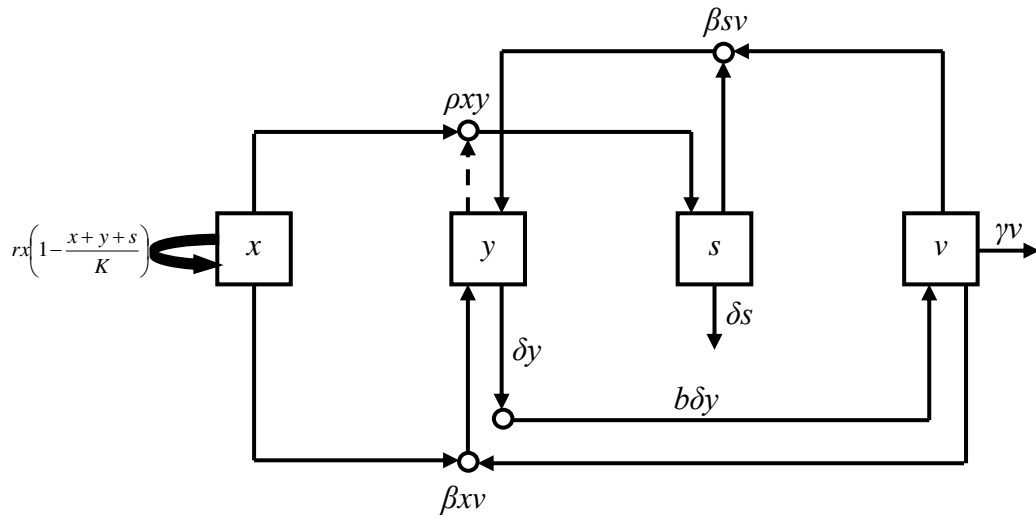 βsv
ρxy
rx(1 − (x + y + s)/K)
x
y
s
v
γv
δs
δy
bδy
βxv